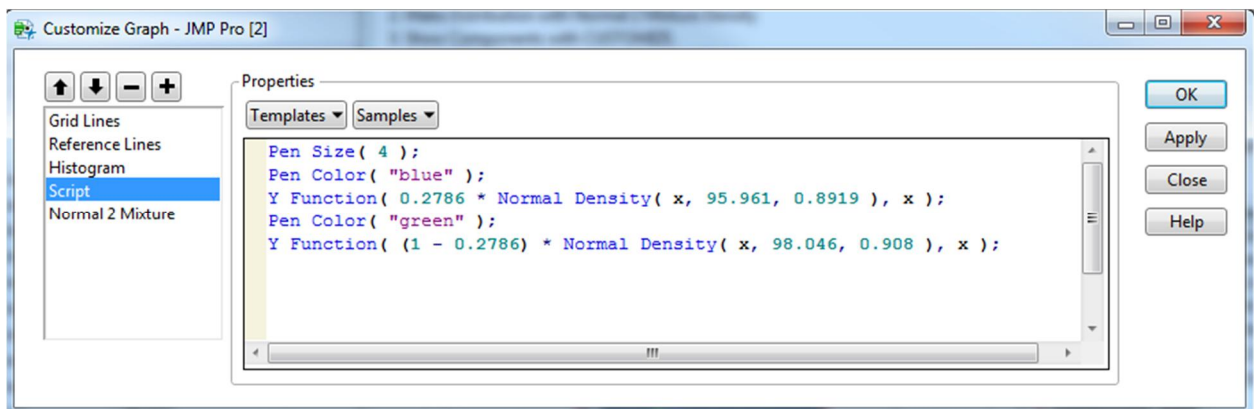 Customize Graph - JMP Pro [2]
Properties
Templates Samples
Grid Lines
Reference Lines
Histogram
Script
Normal 2 Mixture
Pen Size( 4 );
Pen Color( "blue" );
Y Function( 0.2786 * Normal Density( x, 95.961, 0.8919 ), x );
Pen Color( "green" );
Y Function( (1 - 0.2786) * Normal Density( x, 98.046, 0.908 ), x );
OK
Apply
Close
Help